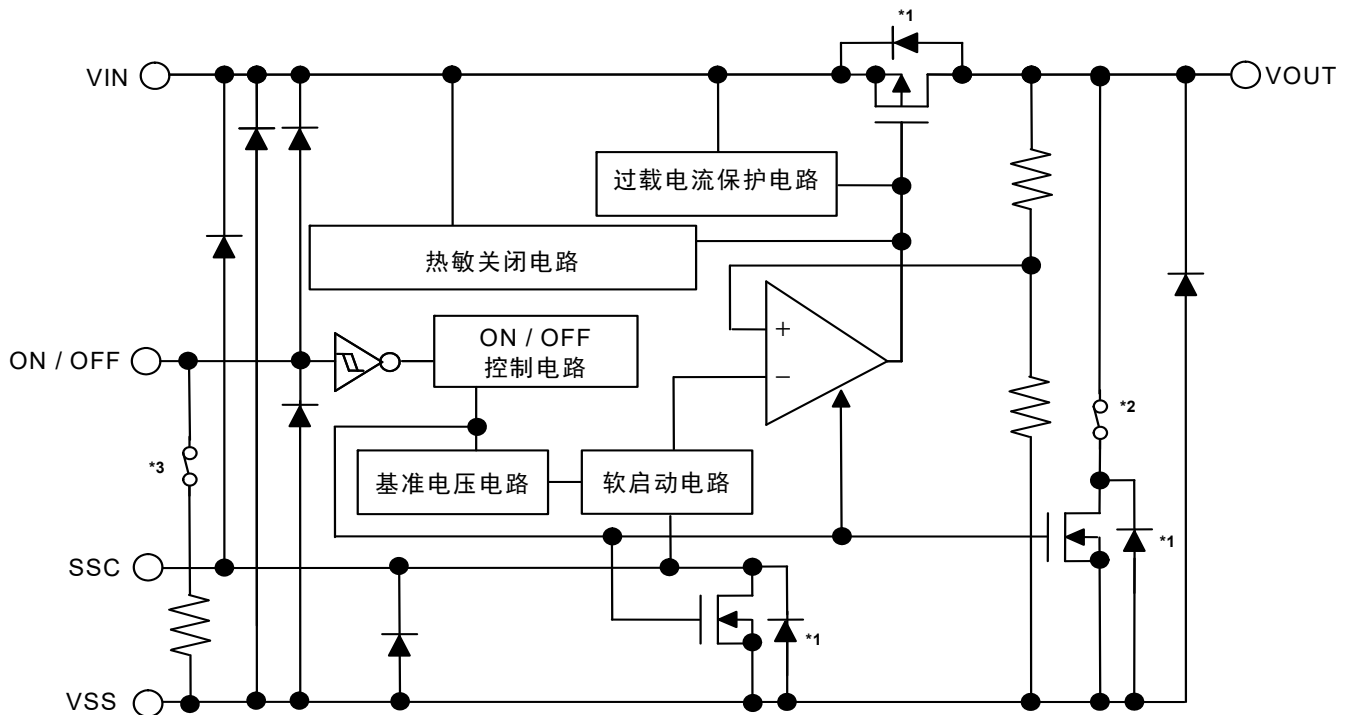 *1
VIN
VOUT
过载电流保护电路
热敏关闭电路
+
−
ON / OFF
ON / OFF
控制电路
*2
*3
基准电压电路
软启动电路
*1
SSC
*1
VSS